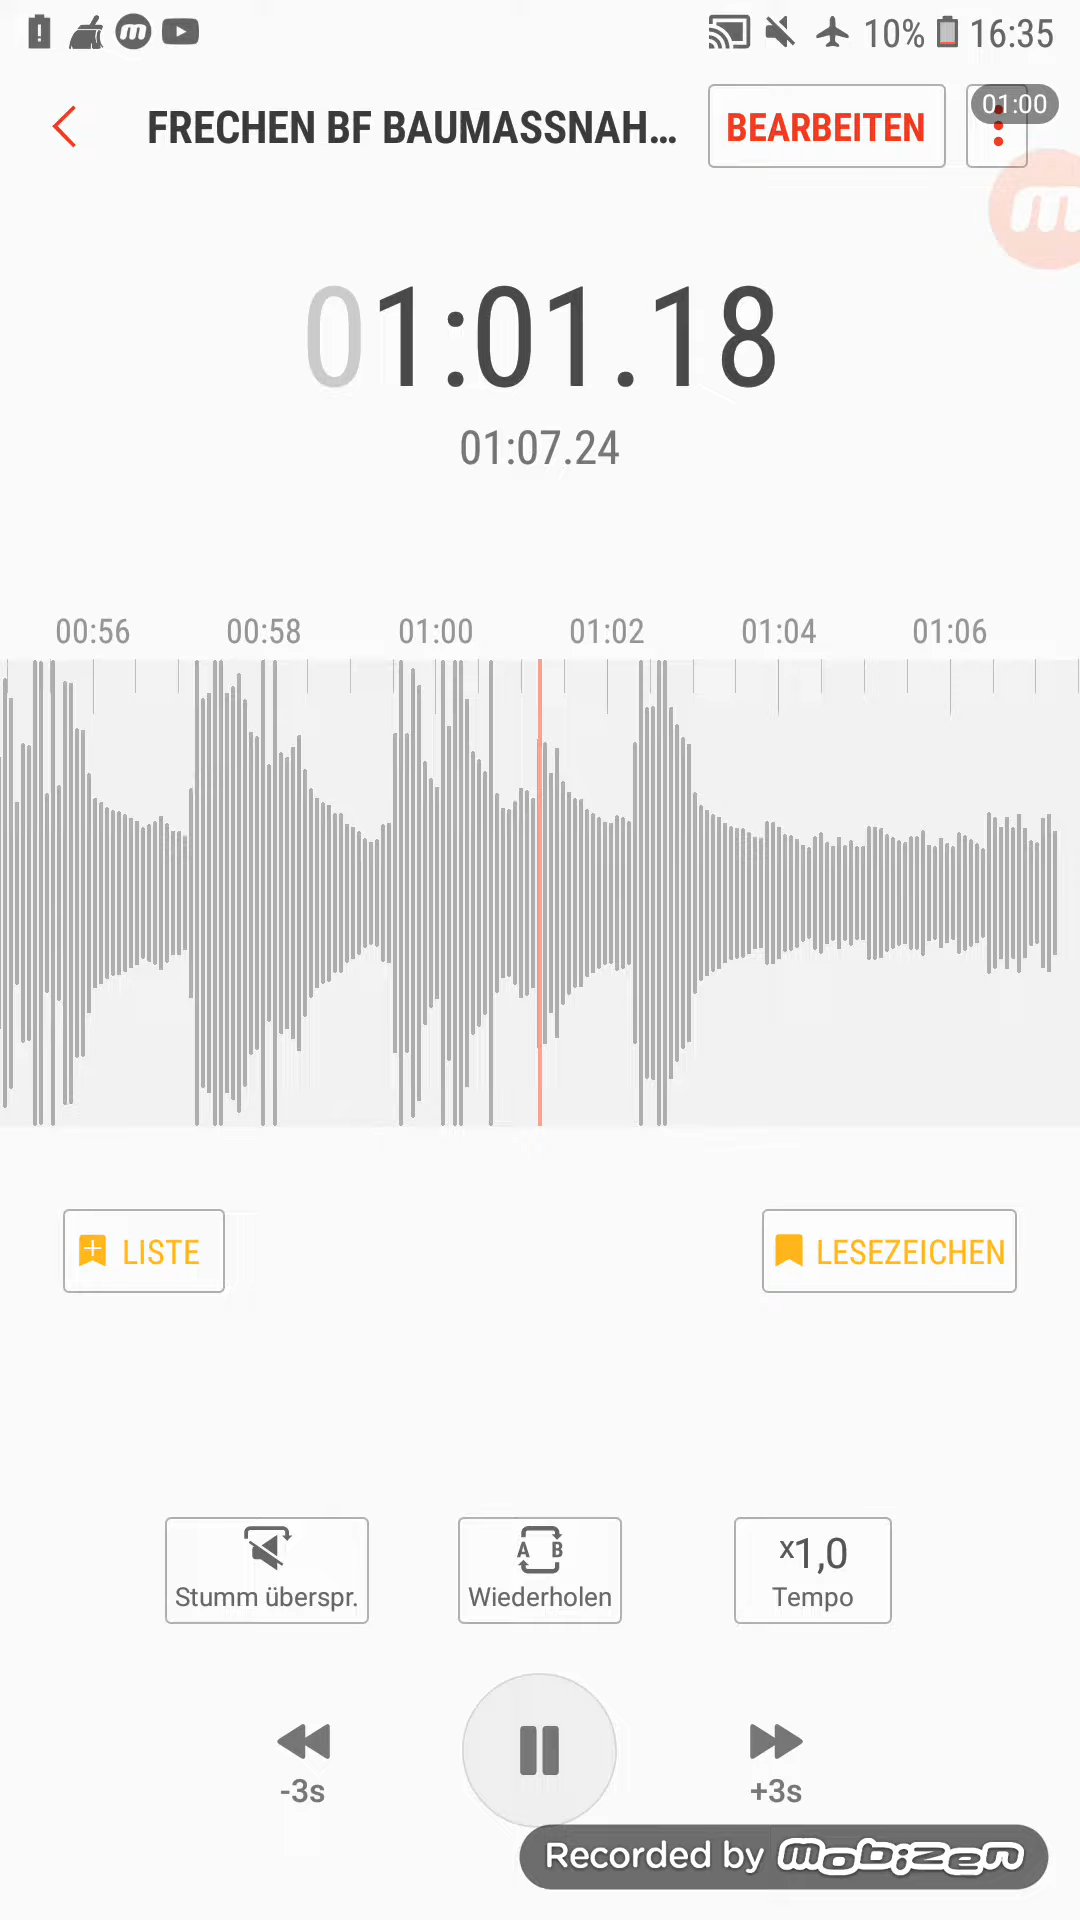 10% 16:35
FRECHEN BF BAUMASSNAH... BEARBEITEN 01:00
m
01:01.18
01:07.24
00:56 00:58 01:00 01:02 01:04 01:06
LISTE LESEZEICHEN
A B x1,0
Stumm überspr. Wiederholen Tempo
-3s +3s
Recorded by mobizen